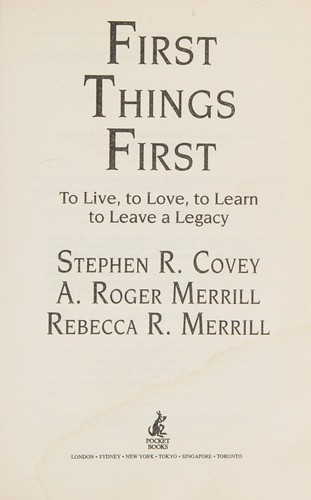 FIRST
THINGS
FIRST
To Live, to Love, to Learn
to Leave a Legacy
STEPHEN R. COVEY
A. ROGER MERRILL
REBECCA R. MERRILL
POCKET
BOOKS
LONDON • SYDNEY • NEW YORK • TOKYO • SINGAPORE • TORONTO